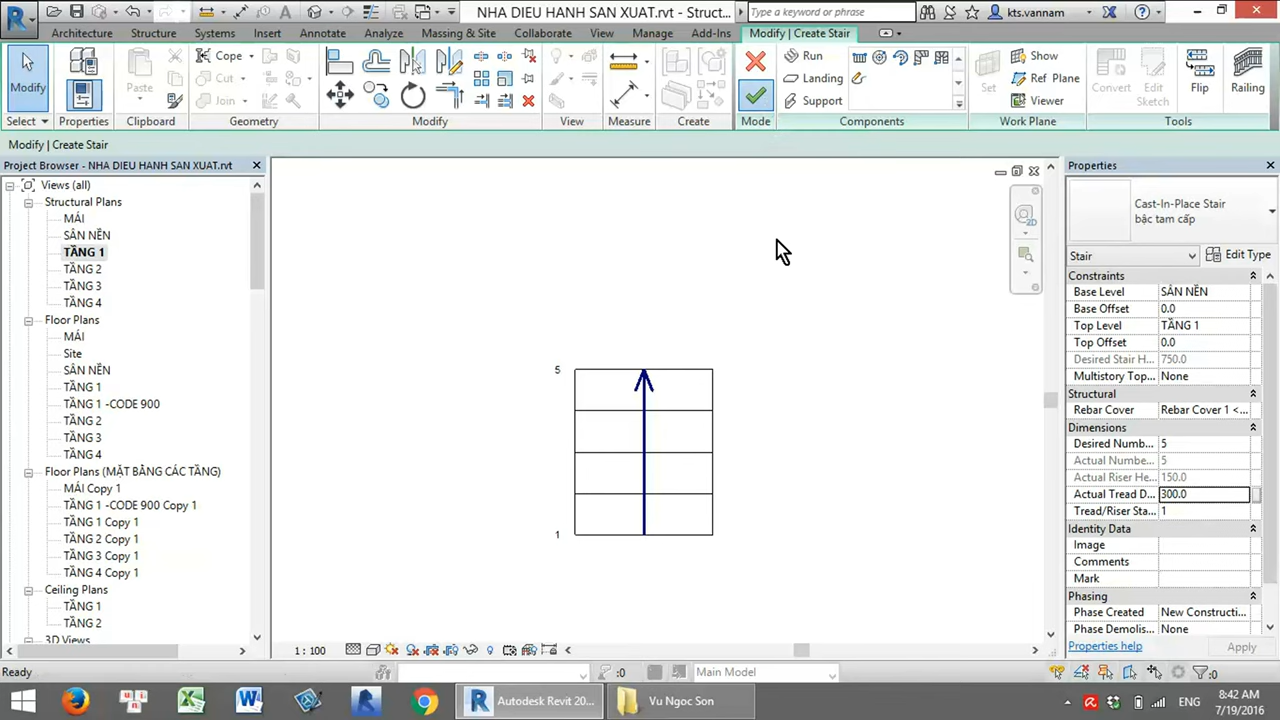 NHA DIEU HANH SAN XUAT.rvt - Struct...
Type a keyword or phrase
kts.vannam
Architecture Structure Systems Insert Annotate Analyze Massing & Site Collaborate View Manage Add-Ins Modify | Create Stair
Modify
Paste
Cope
Cut
Join
Run
Landing
Support
Set
Show
Ref Plane
Viewer
Convert
Edit Sketch
Flip
Railing
Select Properties Clipboard Geometry Modify View Measure Create Mode Components Work Plane Tools
Modify | Create Stair
Project Browser - NHA DIEU HANH SAN XUAT.rvt
Views (all)
Structural Plans
MÁI
SÂN NỀN
TẦNG 1
TẦNG 2
TẦNG 3
TẦNG 4
Floor Plans
MÁI
Site
SÂN NỀN
TẦNG 1
TẦNG 1 -CODE 900
TẦNG 2
TẦNG 3
TẦNG 4
Floor Plans (MẶT BẰNG CÁC TẦNG)
MÁI Copy 1
TẦNG 1 -CODE 900 Copy 1
TẦNG 1 Copy 1
TẦNG 2 Copy 1
TẦNG 3 Copy 1
TẦNG 4 Copy 1
Ceiling Plans
TẦNG 1
TẦNG 2
3D Views
5
1
2D
Properties
Cast-In-Place Stair
bậc tam cấp
Stair
Edit Type
Constraints
Base Level SÂN NỀN
Base Offset 0.0
Top Level TẦNG 1
Top Offset 0.0
Desired Stair H... 750.0
Multistory Top... None
Structural
Rebar Cover Rebar Cover 1 <...
Dimensions
Desired Numb... 5
Actual Numbe... 5
Actual Riser He... 150.0
Actual Tread D... 300.0
Tread/Riser Sta... 1
Identity Data
Image
Comments
Mark
Phasing
Phase Created New Constructi...
Phase Demolis... None
Properties help
Apply
1 : 100
Ready
:0
Main Model
:0
Autodesk Revit 20...
Vu Ngoc Son
ENG
8:42 AM
7/19/2016